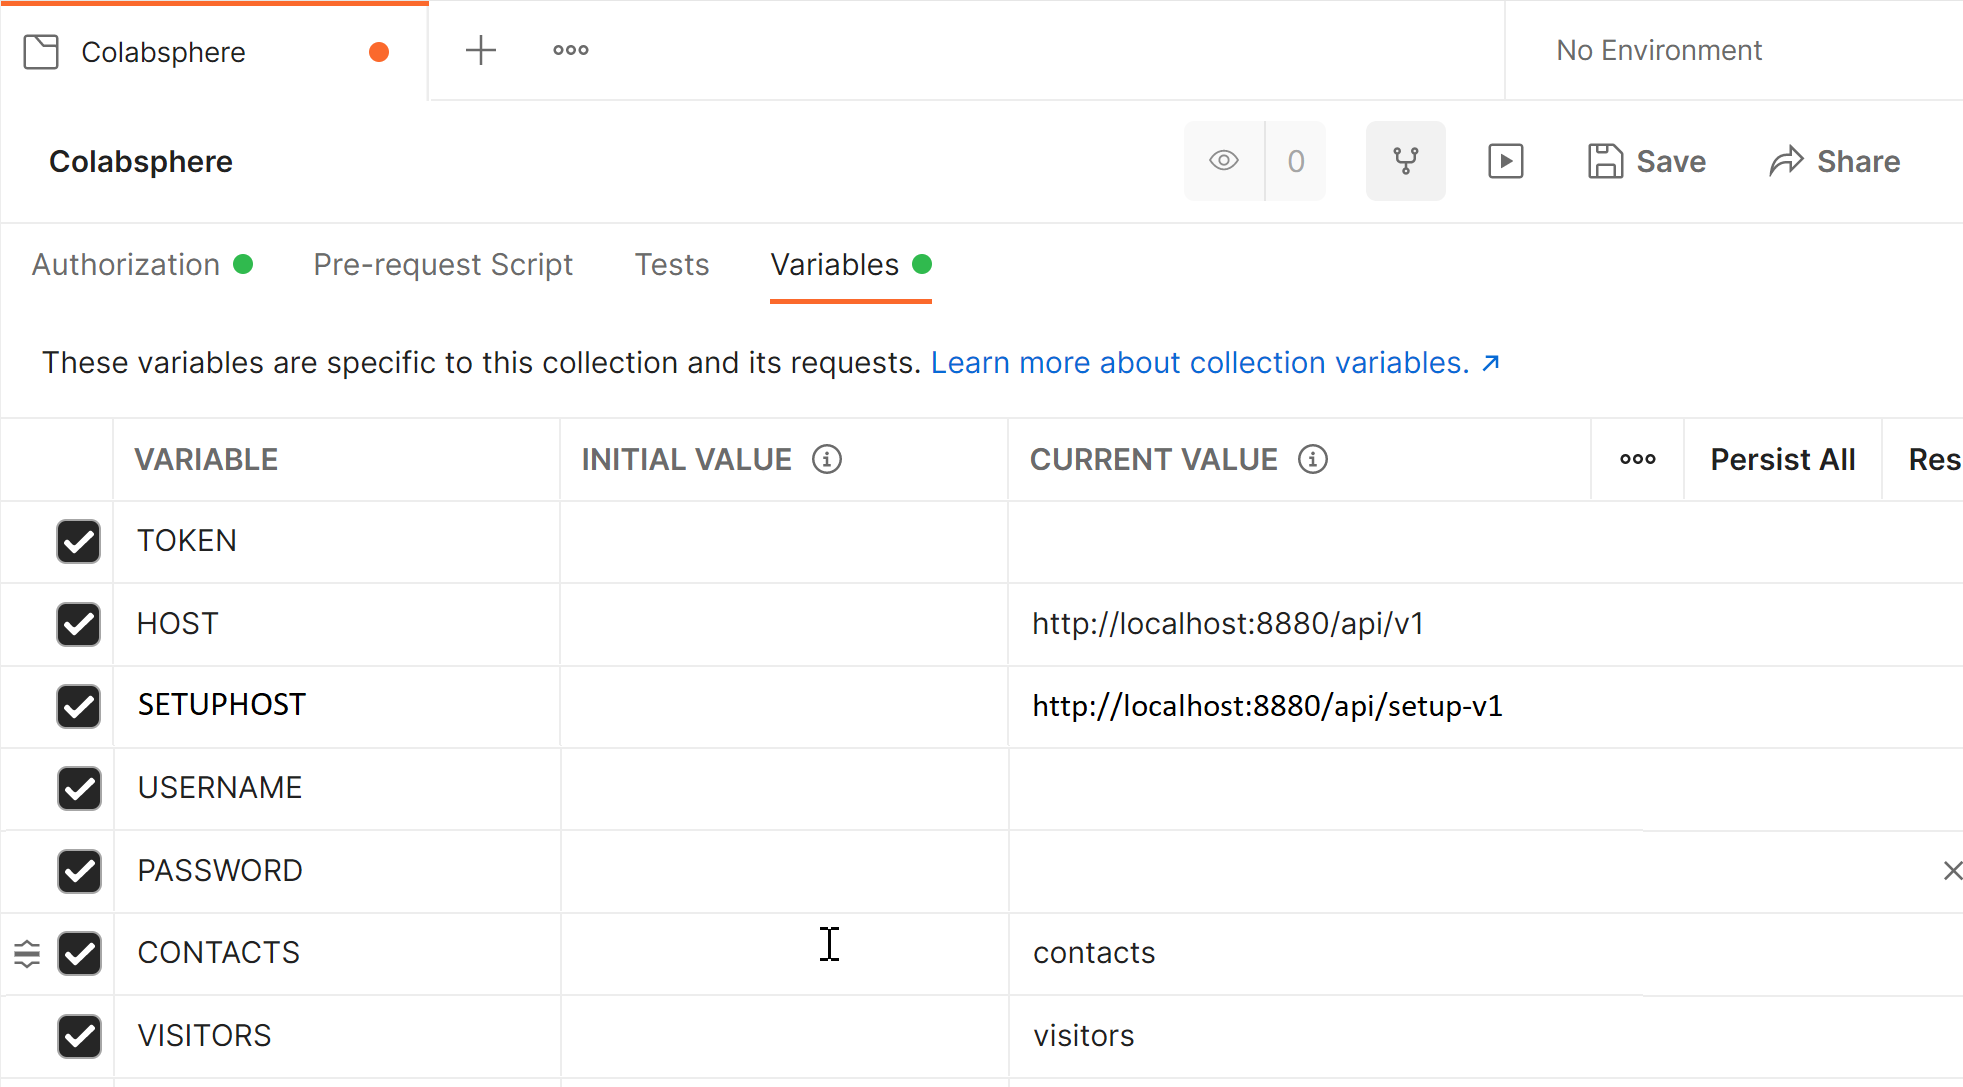 Colabsphere
No Environment
Colabsphere
0
Save
Share
Authorization
Pre-request Script
Tests
Variables
These variables are specific to this collection and its requests. Learn more about collection variables. ↗
VARIABLE
INITIAL VALUE
CURRENT VALUE
Persist All
Res
TOKEN
HOST
http://localhost:8880/api/v1
SETUPHOST
http://localhost:8880/api/setup-v1
USERNAME
PASSWORD
CONTACTS
contacts
VISITORS
visitors